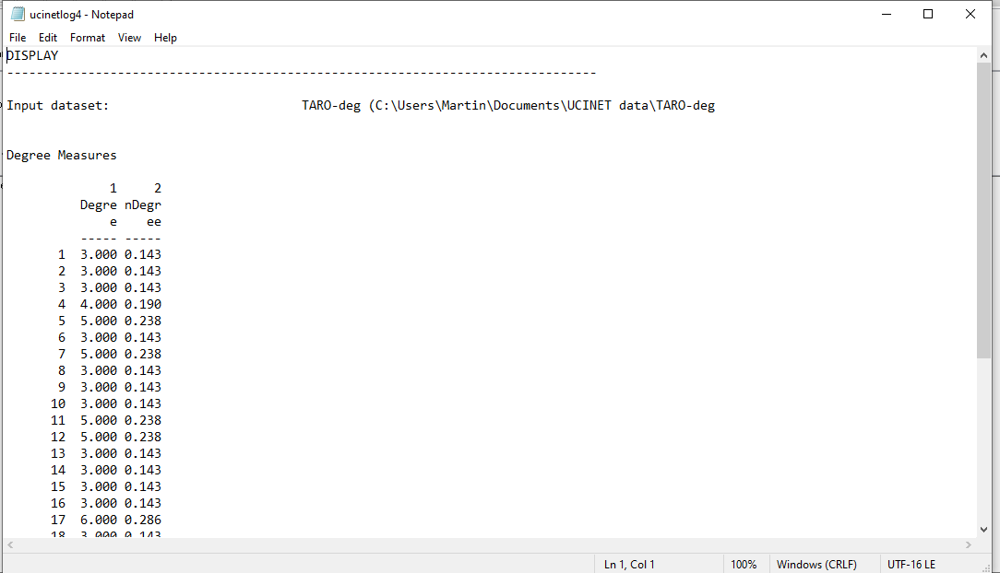 ucinetlog4 - Notepad
File Edit Format View Help
DISPLAY
--------------------------------------------------------------------------------
Input dataset: TARO-deg (C:\Users\Martin\Documents\UCINET data\TARO-deg
Degree Measures
1 2
Degre nDegr
e ee
----- -----
1 3.000 0.143
2 3.000 0.143
3 3.000 0.143
4 4.000 0.190
5 5.000 0.238
6 3.000 0.143
7 5.000 0.238
8 3.000 0.143
9 3.000 0.143
10 3.000 0.143
11 5.000 0.238
12 5.000 0.238
13 3.000 0.143
14 3.000 0.143
15 3.000 0.143
16 3.000 0.143
17 6.000 0.286
18 3.000 0.143
Ln 1, Col 1 100% Windows (CRLF) UTF-16 LE